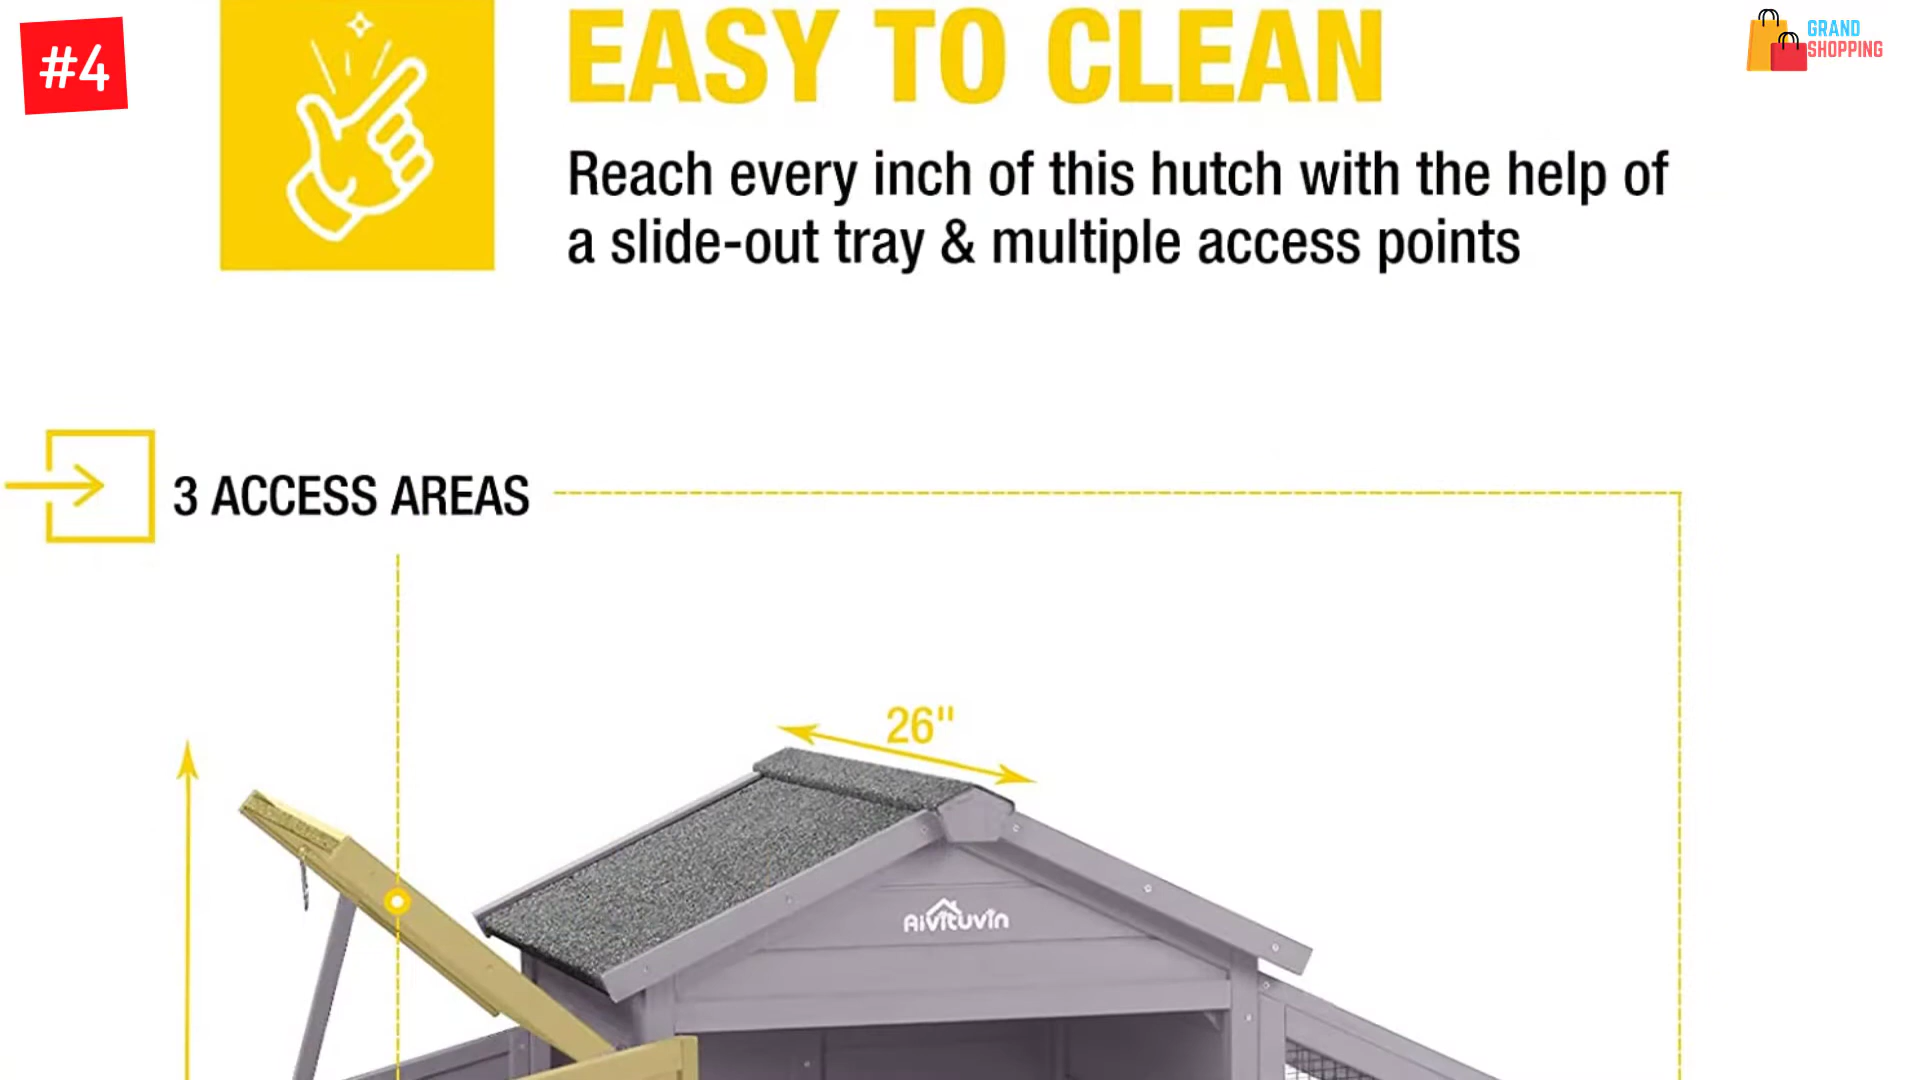 #4
EASY TO CLEAN
GRAND
SHOPPING
Reach every inch of this hutch with the help of
a slide-out tray & multiple access points
3 ACCESS AREAS
26"
Aivituvin